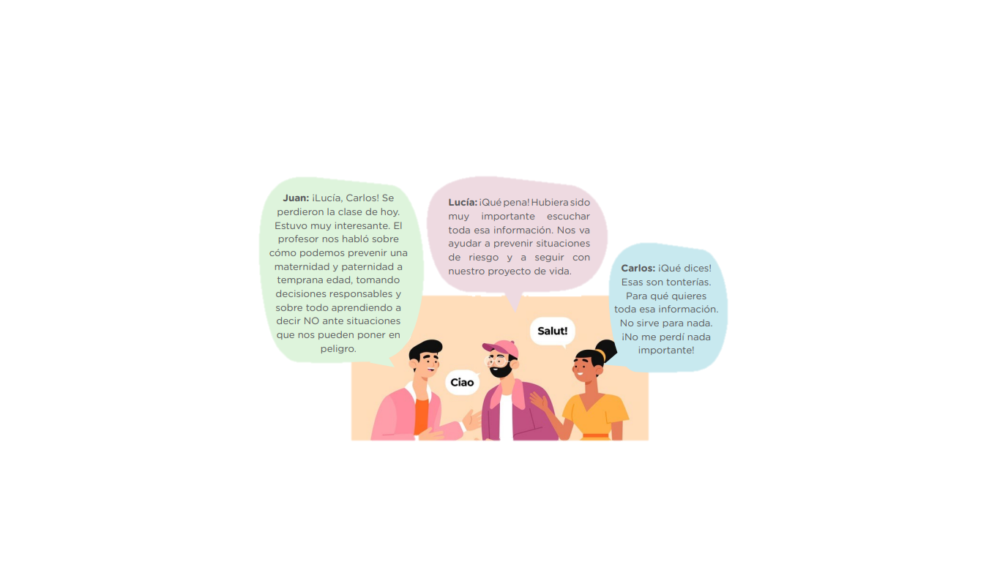 Juan: ¡Lucía, Carlos! Se
perdieron la clase de hoy.
Estuvo muy interesante. El
profesor nos habló sobre
cómo podemos prevenir una
maternidad y paternidad a
temprana edad, tomando
decisiones responsables y
sobre todo aprendiendo a
decir NO ante situaciones
que nos pueden poner en
peligro.
Lucía: ¡Qué pena! Hubiera sido
muy importante escuchar
toda esa información. Nos va
ayudar a prevenir situaciones
de riesgo y a seguir con
nuestro proyecto de vida.
Carlos: ¡Qué dices!
Esas son tonterías.
Para qué quieres
toda esa información.
No sirve para nada.
¡No me perdí nada
importante!
Salut!
Ciao